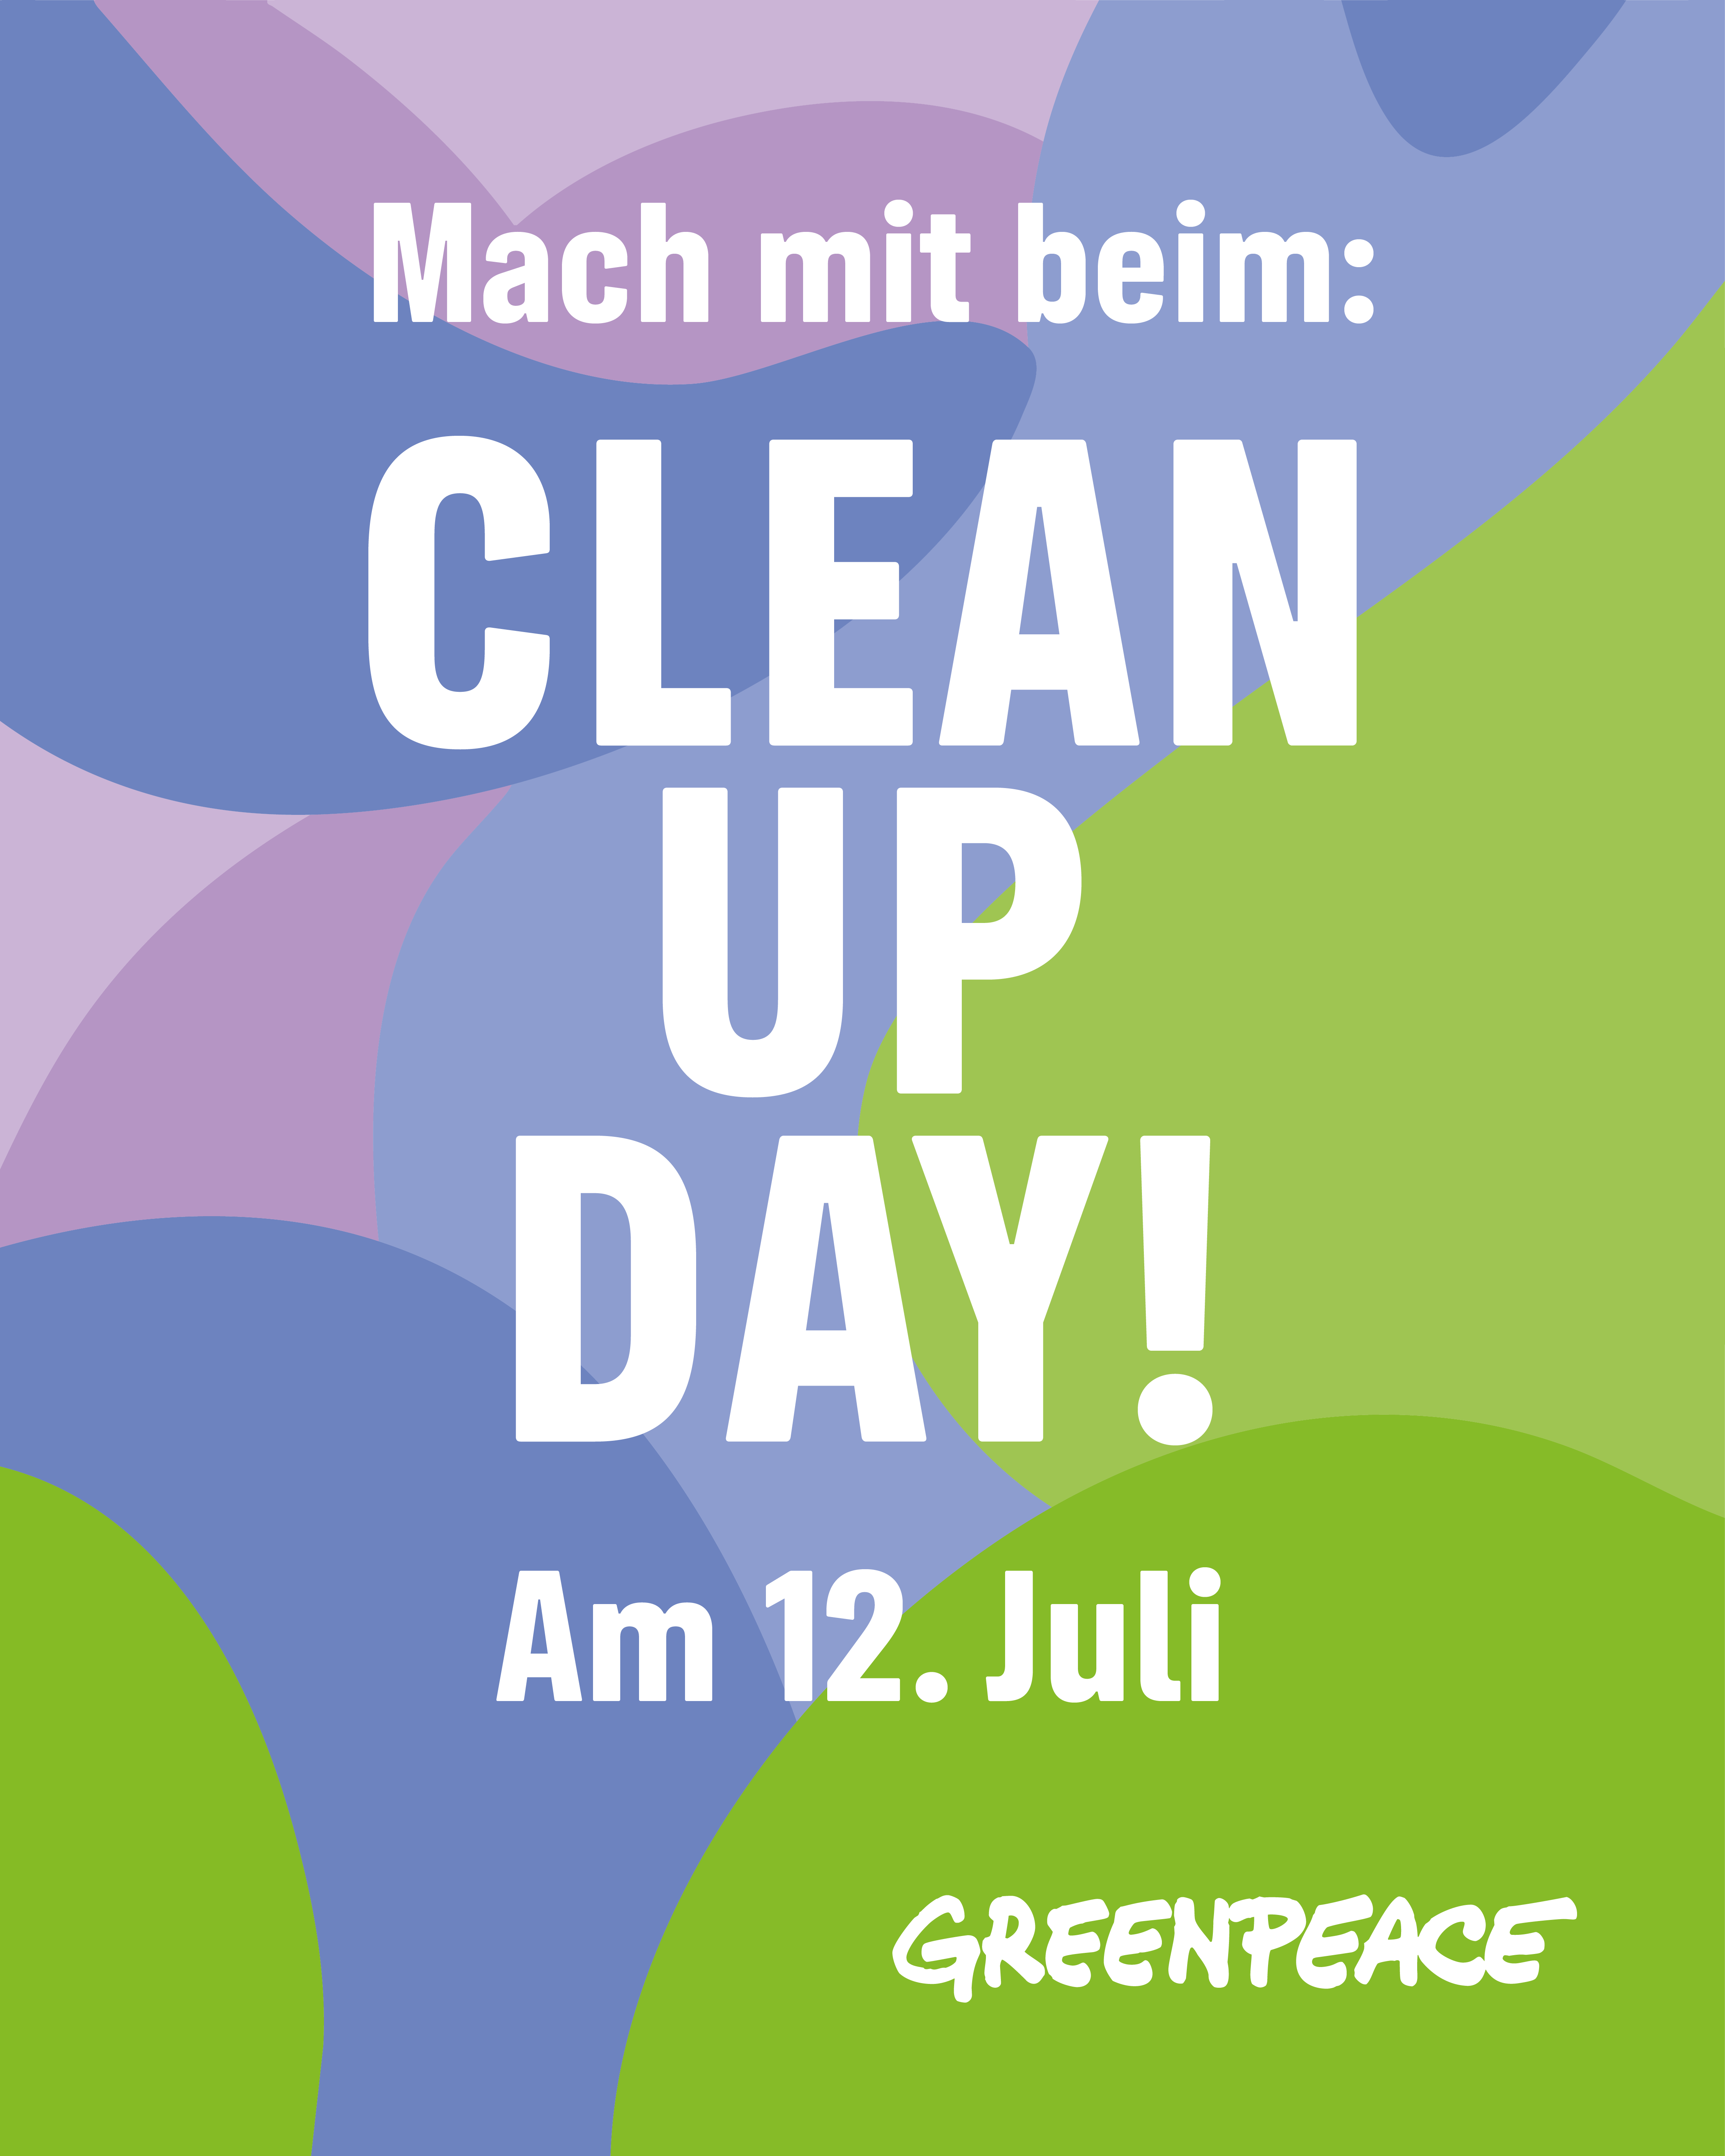 Mach mit beim:
CLEAN
UP
DAY!
Am 12. Juli
GREENPEACE